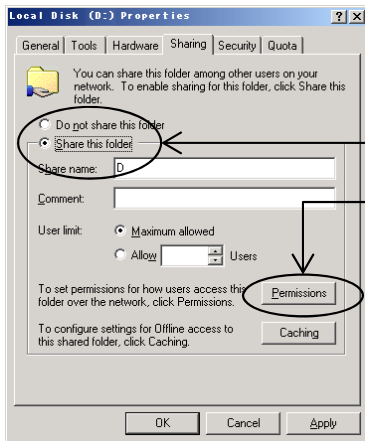 Local Disk (D:) Properties ? X
General Tools Hardware Sharing Security Quota
You can share this folder among other users on your
network. To enable sharing for this folder, click Share this
folder.
Do not share this folder
Share this folder
Share name: D
Comment:
User limit: Maximum allowed
Allow Users
To set permissions for how users access this
folder over the network, click Permissions.
Permissions
To configure settings for Offline access to
this shared folder, click Caching.
Caching
OK Cancel Apply